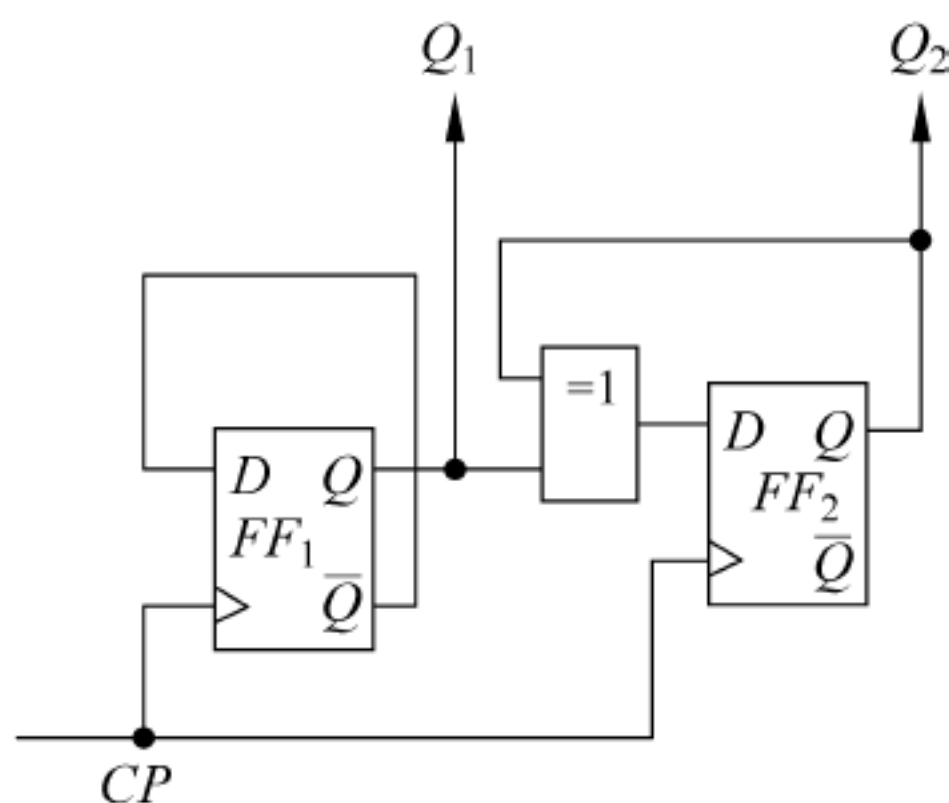 Q₁ Q₂
=1
D Q
FF₁
Q̅
D Q
FF₂
Q̅
CP